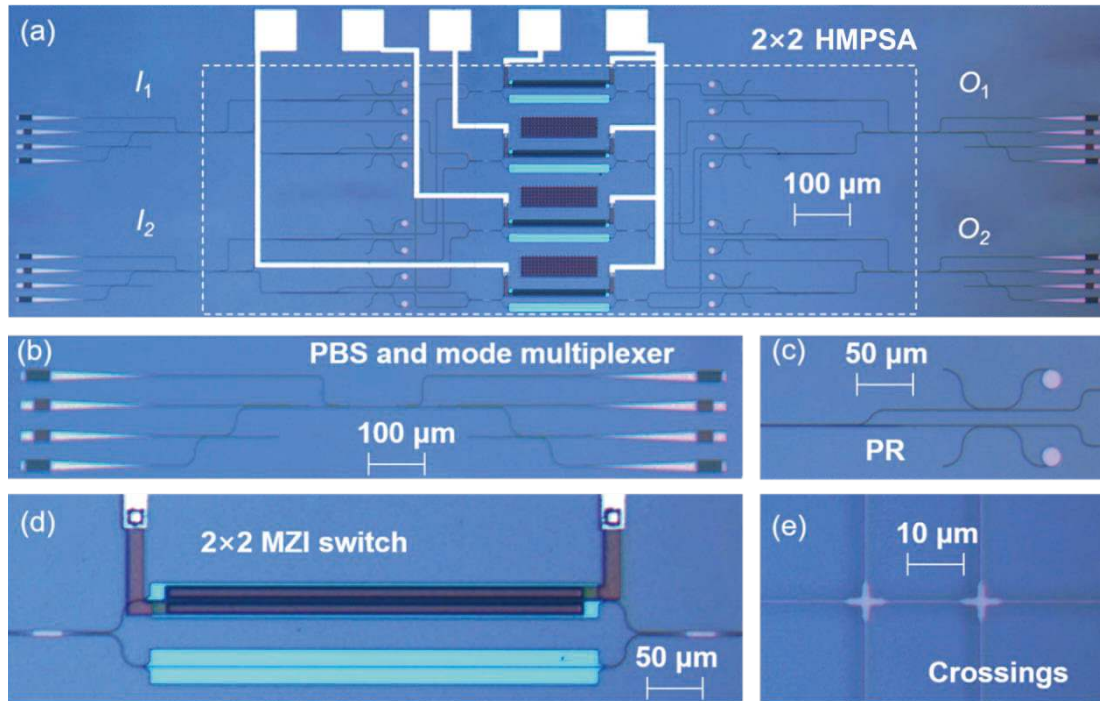 (a)
2×2 HMPSA
I1
O1
100 μm
I2
O2
(b)
PBS and mode multiplexer
100 μm
(c)
50 μm
PR
(d)
2×2 MZI switch
50 μm
(e)
10 μm
Crossings